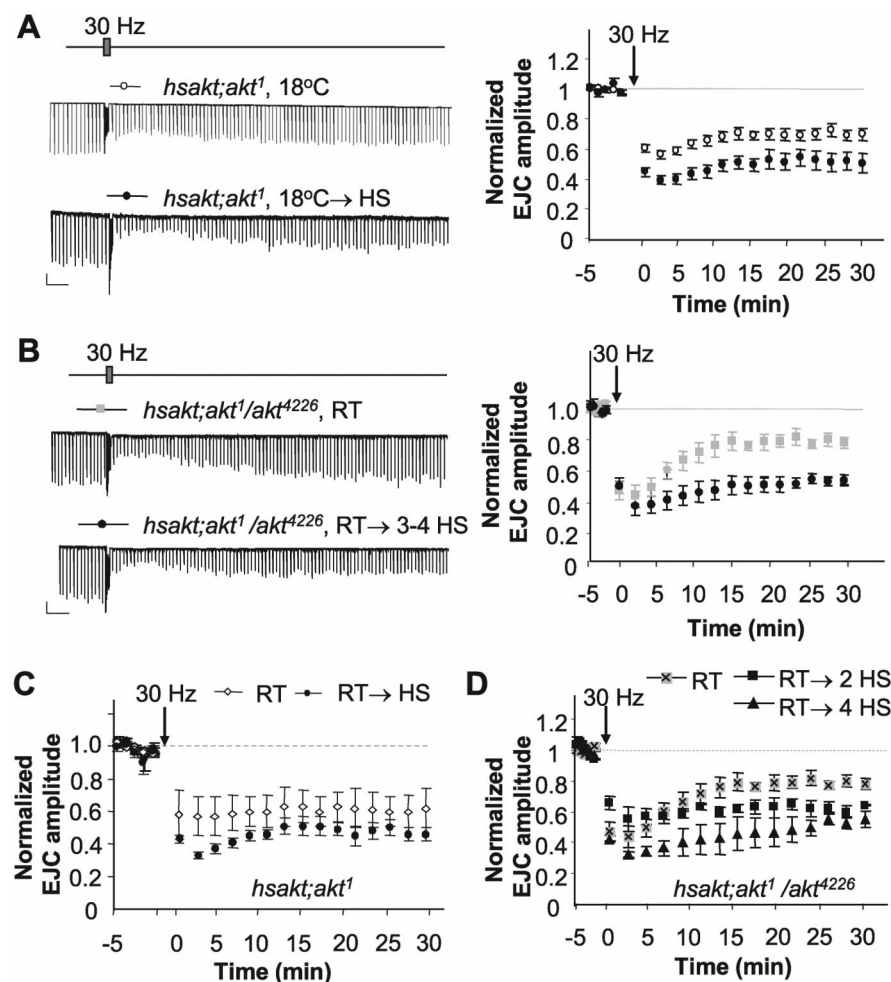 A
30 Hz
hsakt;akt¹, 18°C
hsakt;akt¹, 18°C→ HS
30 Hz
1.2
1
0.8
0.6
0.4
0.2
0
Normalized
EJC amplitude
-5 0 5 10 15 20 25 30
Time (min)
B
30 Hz
hsakt;akt¹/akt⁴²²⁶, RT
hsakt;akt¹/akt⁴²²⁶, RT→ 3-4 HS
30 Hz
1.0
0.8
0.6
0.4
0.2
0
Normalized
EJC amplitude
-5 0 5 10 15 20 25 30
Time (min)
C
30 Hz
RT
RT→ HS
1.0
0.8
0.6
0.4
0.2
0
Normalized
EJC amplitude
hsakt;akt¹
-5 0 5 10 15 20 25 30
Time (min)
D
30 Hz
RT
RT→ 2 HS
RT→ 4 HS
1.2
1.0
0.8
0.6
0.4
0.2
0
Normalized
EJC amplitude
hsakt;akt¹ /akt⁴²²⁶
-5 0 5 10 15 20 25 30
Time (min)